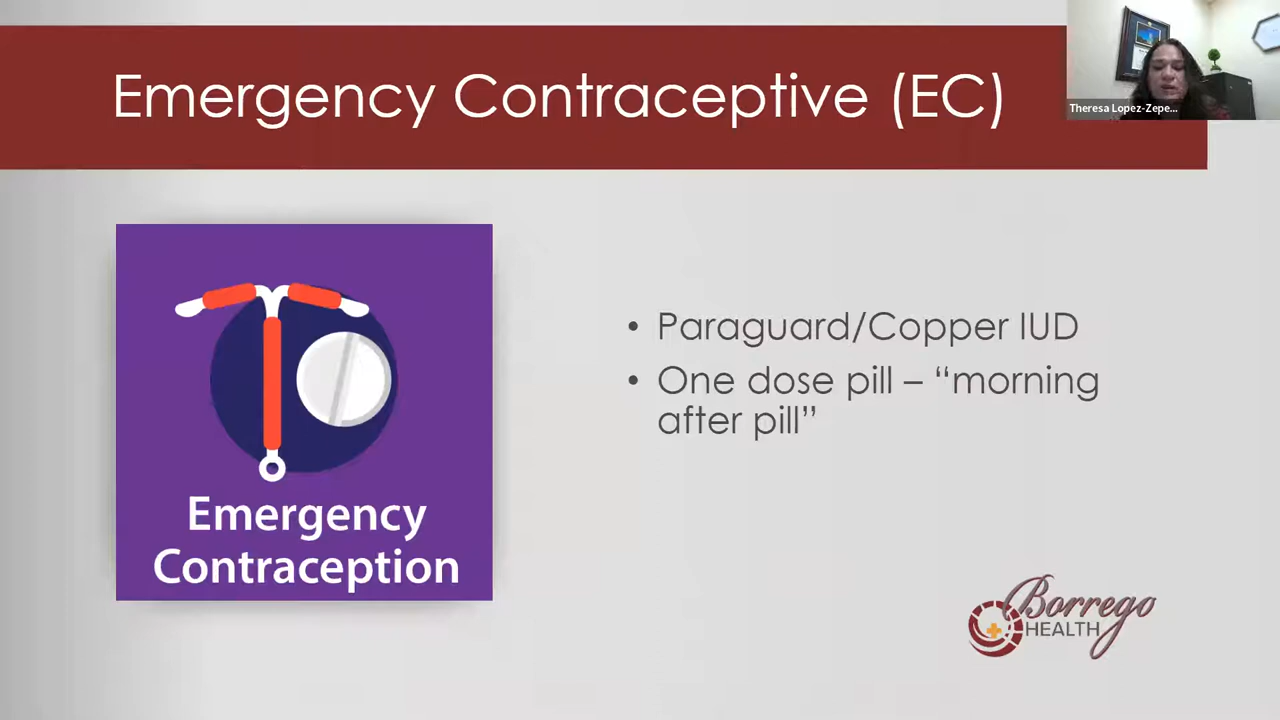 Emergency Contraceptive (EC)
Theresa Lopez-Zepe...
• Paraguard/Copper IUD
• One dose pill – “morning
after pill”
Emergency
Contraception
Borrego
HEALTH